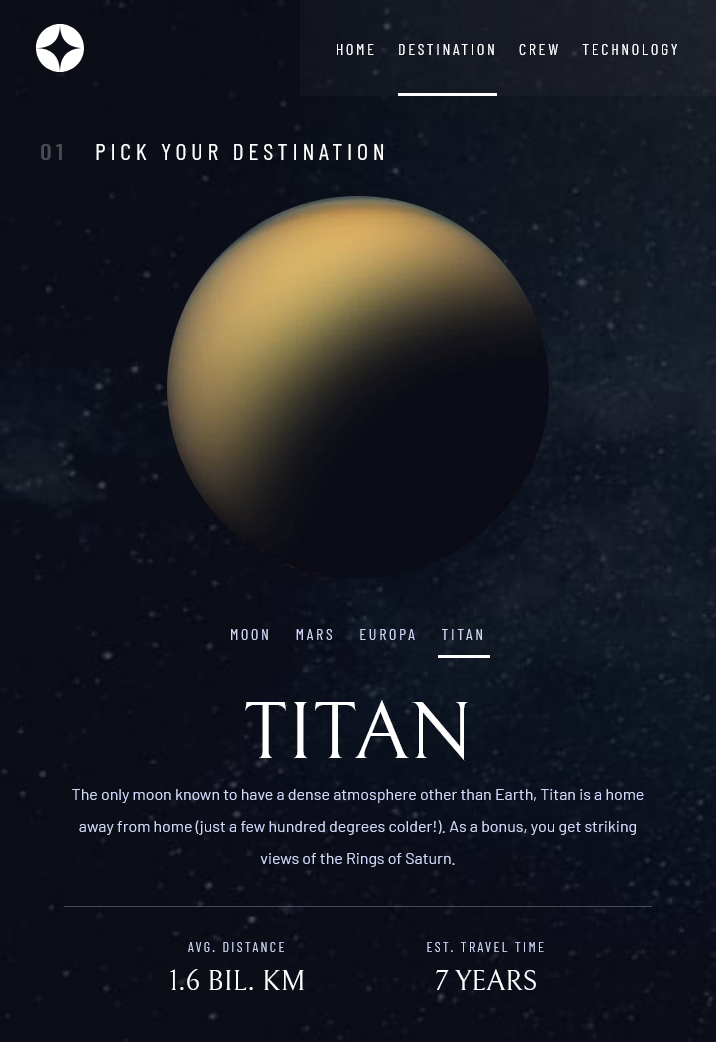 HOME DESTINATION CREW TECHNOLOGY
01 PICK YOUR DESTINATION
MOON MARS EUROPA TITAN
TITAN
The only moon known to have a dense atmosphere other than Earth, Titan is a home
away from home (just a few hundred degrees colder!). As a bonus, you get striking
views of the Rings of Saturn.
AVG. DISTANCE EST. TRAVEL TIME
1.6 BIL. KM 7 YEARS